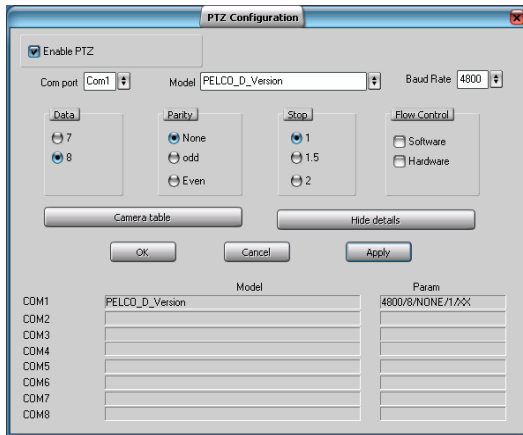 PTZ Configuration
Enable PTZ
Com port Com1 Model PELCO_D_Version Baud Rate 4800
Data Parity Stop Flow Control
7 None 1 Software
8 odd 1.5 Hardware
Even 2
Camera table Hide details
OK Cancel Apply
Model Param
COM1 PELCO_D_Version 4800/8/NONE/1/XX
COM2
COM3
COM4
COM5
COM6
COM7
COM8